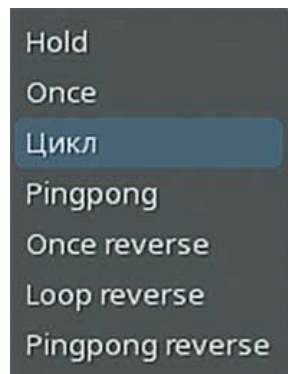 Hold
Once
Цикл
Pingpong
Once reverse
Loop reverse
Pingpong reverse